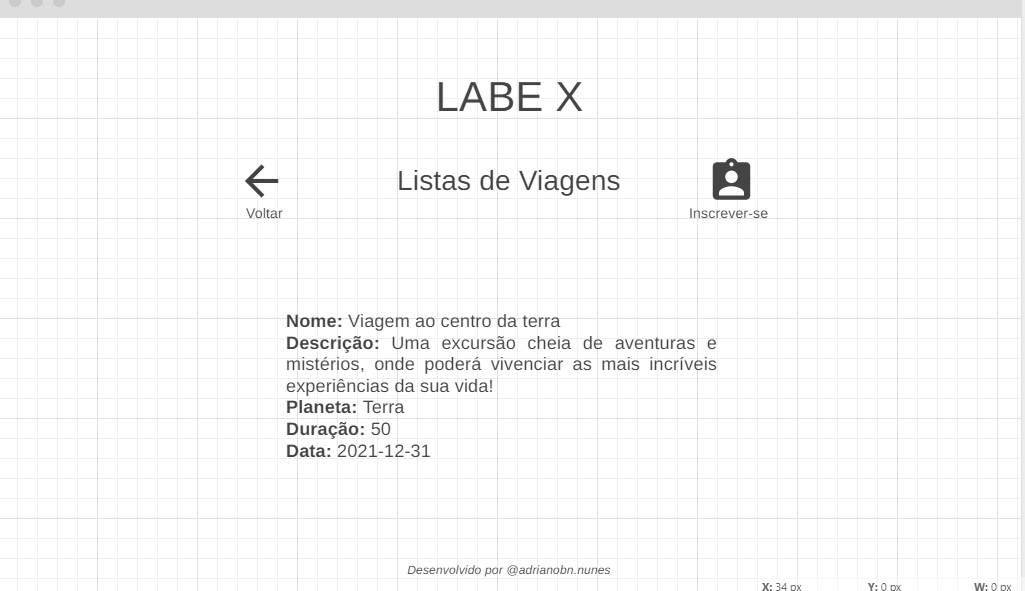 LABE X
Listas de Viagens
Voltar
Inscrever-se
Nome: Viagem ao centro da terra
Descrição: Uma excursão cheia de aventuras e
mistérios, onde poderá vivenciar as mais incríveis
experiências da sua vida!
Planeta: Terra
Duração: 50
Data: 2021-12-31
Desenvolvido por @adrianobn.nunes
X: 34 px Y: 0 px W: 0 px